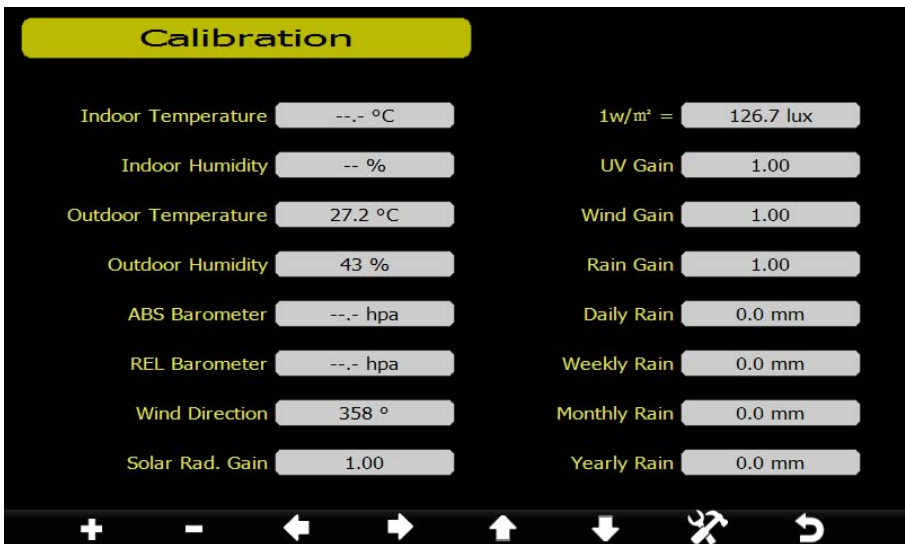 Calibration
Indoor Temperature --.- °C
1w/m² = 126.7 lux
Indoor Humidity -- %
UV Gain 1.00
Outdoor Temperature 27.2 °C
Wind Gain 1.00
Outdoor Humidity 43 %
Rain Gain 1.00
ABS Barometer --.- hpa
Daily Rain 0.0 mm
REL Barometer --.- hpa
Weekly Rain 0.0 mm
Wind Direction 358 °
Monthly Rain 0.0 mm
Solar Rad. Gain 1.00
Yearly Rain 0.0 mm